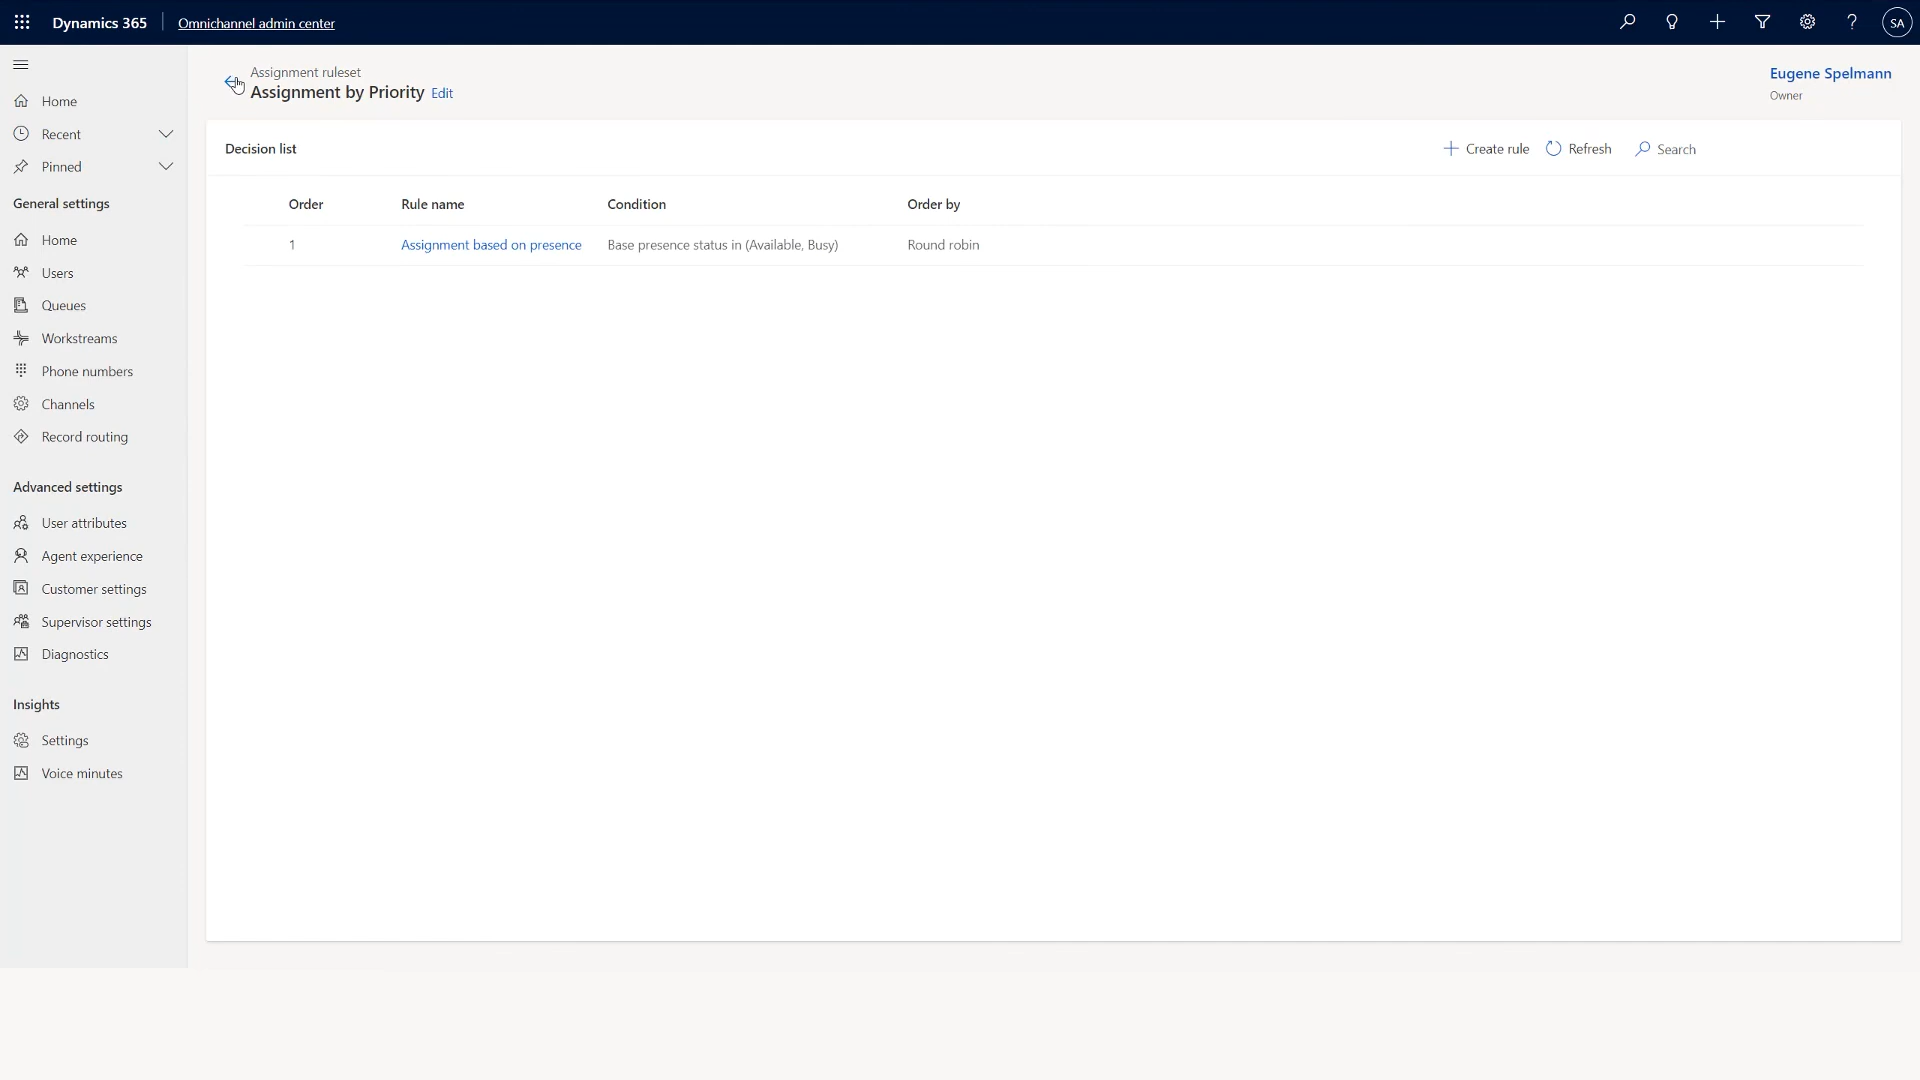 Dynamics 365
Omnichannel admin center
SA
Home
Recent
Pinned
General settings
Home
Users
Queues
Workstreams
Phone numbers
Channels
Record routing
Advanced settings
User attributes
Agent experience
Customer settings
Supervisor settings
Diagnostics
Insights
Settings
Voice minutes
Assignment ruleset
Assignment by Priority Edit
Eugene Spelmann
Owner
Decision list
Create rule
Refresh
Search
Order Rule name Condition Order by
1 Assignment based on presence Base presence status in (Available, Busy) Round robin